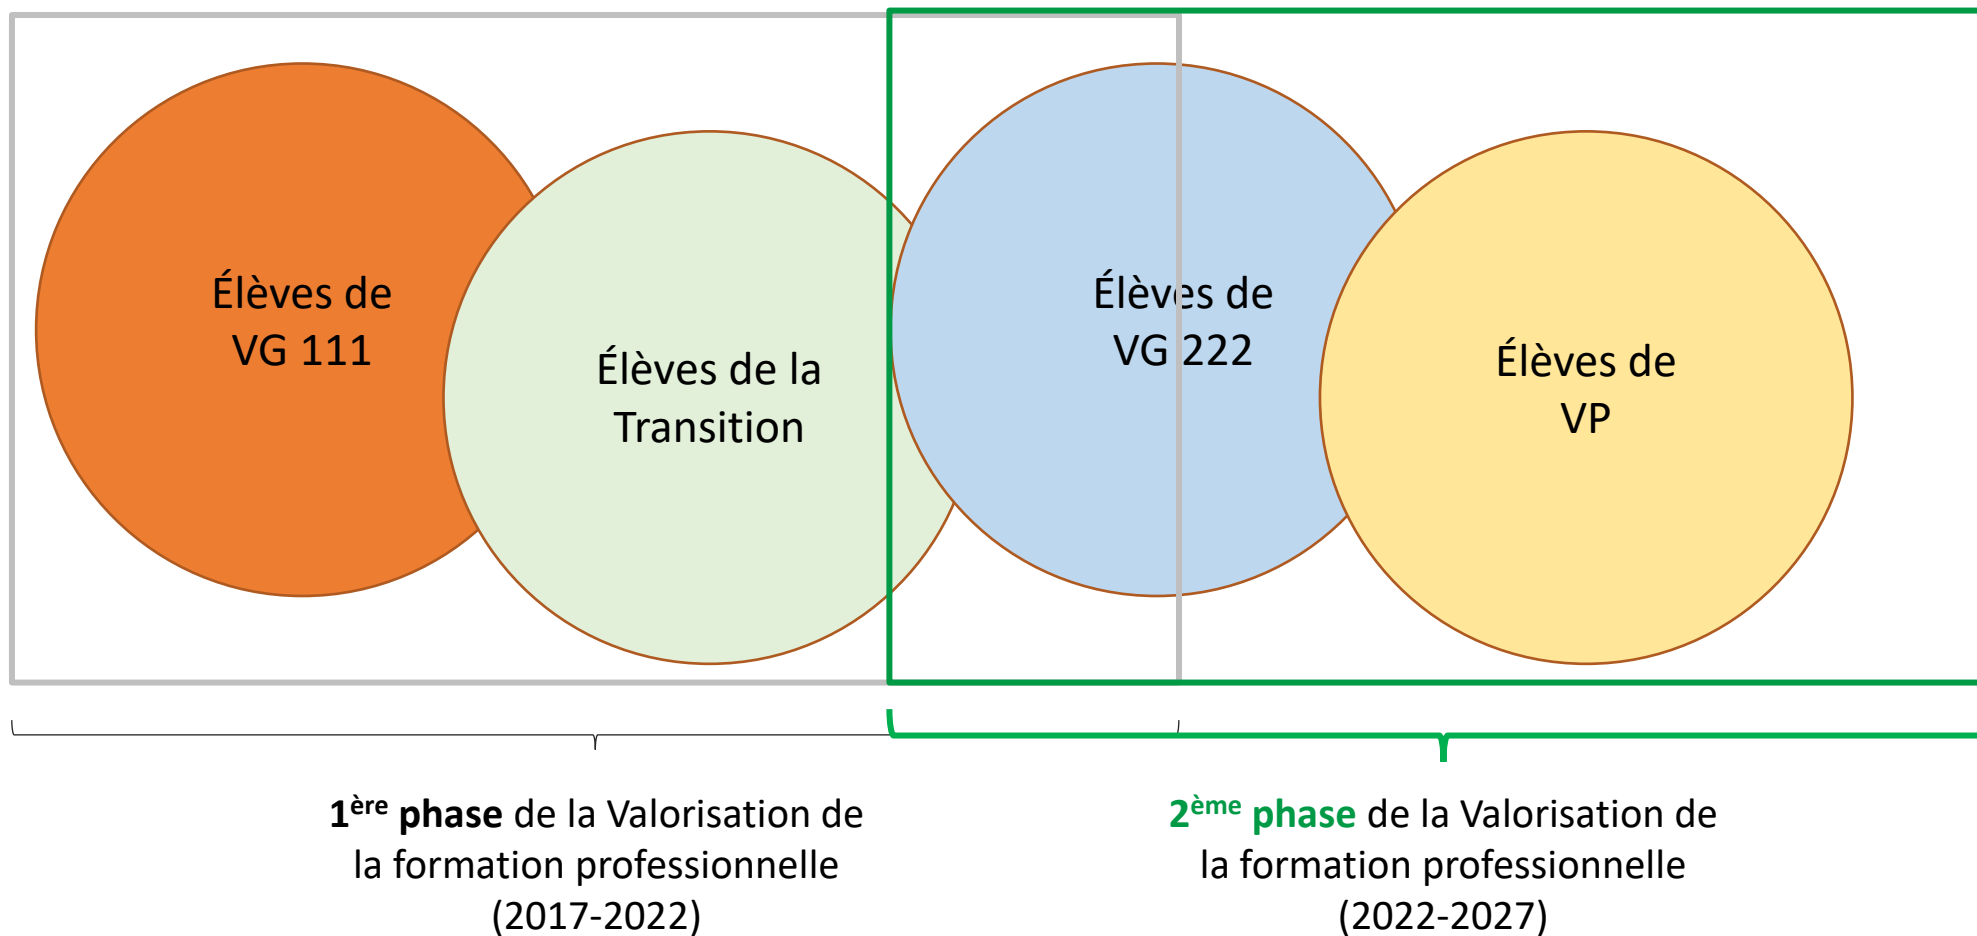 Élèves de
VG 111
Élèves de la
Transition
Élèves de
VG 222
Élèves de
VP
1ère phase de la Valorisation de
la formation professionnelle
(2017-2022)
2ème phase de la Valorisation de
la formation professionnelle
(2022-2027)